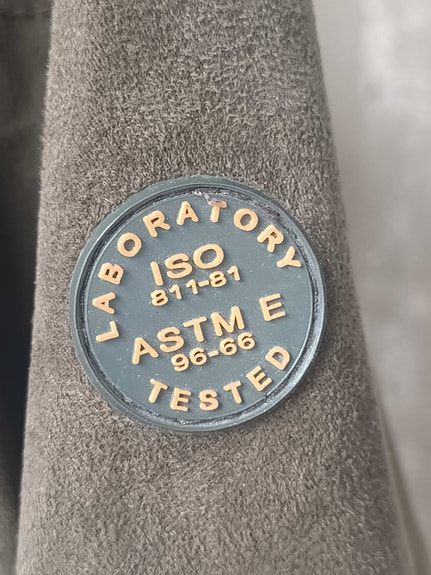 LABORATORY
ISO
811-81
ASTM E
96-66
TESTED